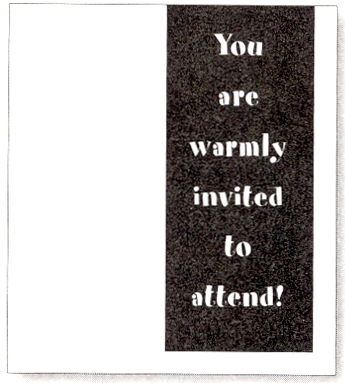 You
are
warmly
invited
to
attend!